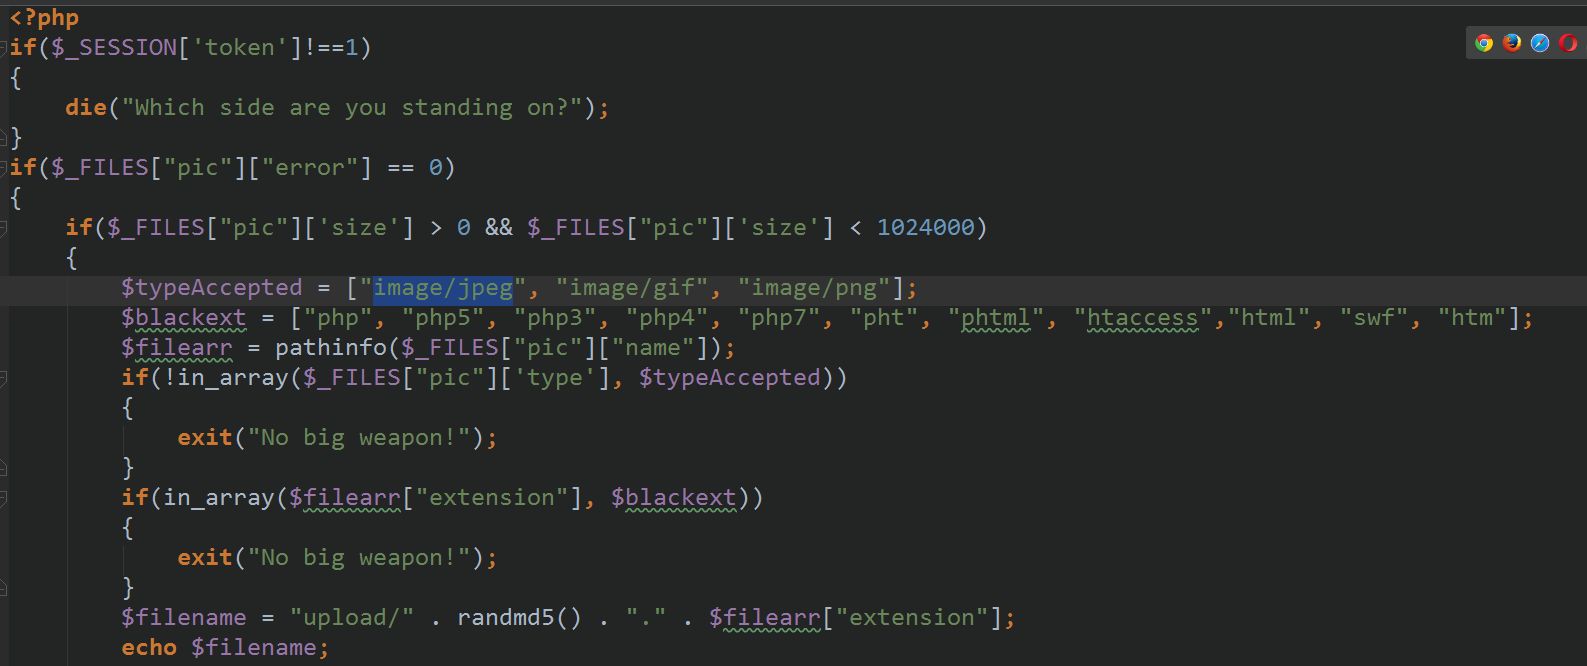 <?php
if($_SESSION['token']!==1)
{
    die("Which side are you standing on?");
}
if($_FILES["pic"]["error"] == 0)
{
    if($_FILES["pic"]['size'] > 0 && $_FILES["pic"]['size'] < 1024000)
    {
        $typeAccepted = ["image/jpeg", "image/gif", "image/png"];
        $blackext = ["php", "php5", "php3", "php4", "php7", "pht", "phtml", "htaccess","html", "swf", "htm"];
        $filearr = pathinfo($_FILES["pic"]["name"]);
        if(!in_array($_FILES["pic"]['type'], $typeAccepted))
        {
            exit("No big weapon!");
        }
        if(in_array($filearr["extension"], $blackext))
        {
            exit("No big weapon!");
        }
        $filename = "upload/" . randmd5() . "." . $filearr["extension"];
        echo $filename;